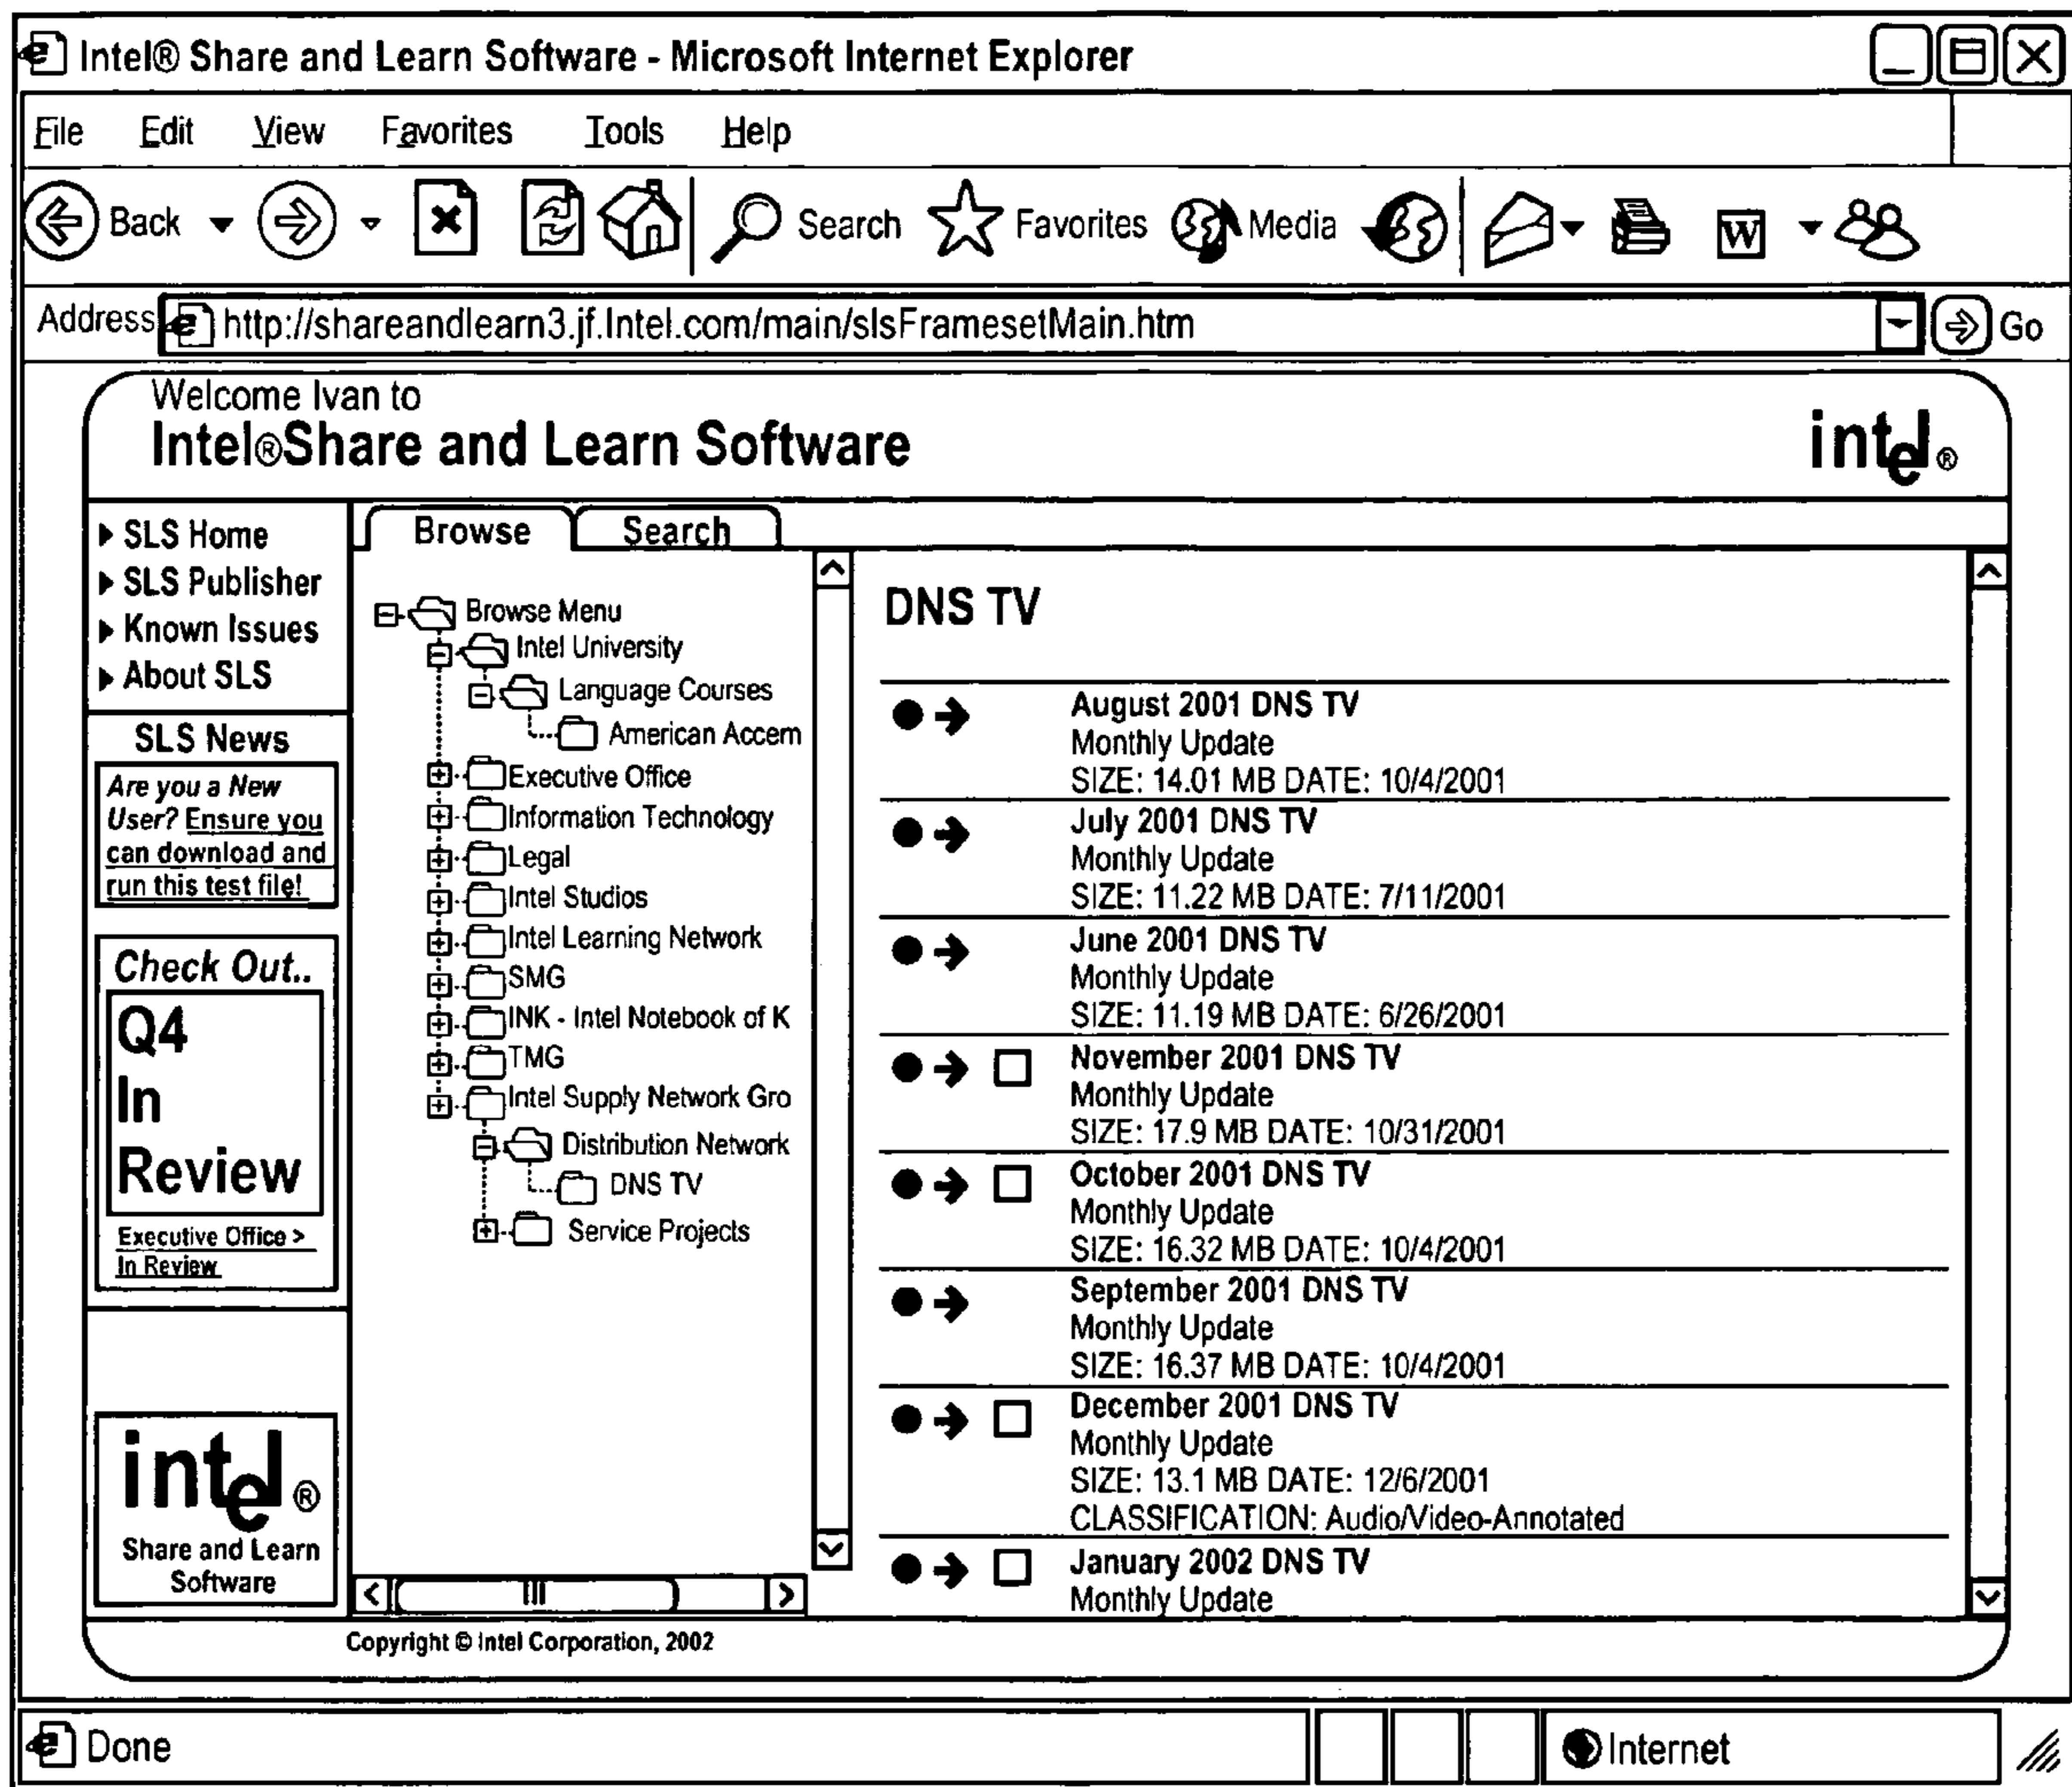 Intel® Share and Learn Software - Microsoft Internet Explorer
File Edit View Favorites Tools Help
Back Search Favorites Media W
Address http://shareandlearn3.jf.Intel.com/main/slsFramesetMain.htm Go
Welcome Ivan to
Intel®Share and Learn Software
intel®
SLS Home
SLS Publisher
Known Issues
About SLS
SLS News
Are you a New
User? Ensure you
can download and
run this test file!
Check Out..
Q4
In
Review
Executive Office >
In Review
intel®
Share and Learn
Software
Browse Search
Browse Menu
Intel University
Language Courses
American Accem
Executive Office
Information Technology
Legal
Intel Studios
Intel Learning Network
SMG
INK - Intel Notebook of K
TMG
Intel Supply Network Gro
Distribution Network
DNS TV
Service Projects
DNS TV
August 2001 DNS TV
Monthly Update
SIZE: 14.01 MB DATE: 10/4/2001
July 2001 DNS TV
Monthly Update
SIZE: 11.22 MB DATE: 7/11/2001
June 2001 DNS TV
Monthly Update
SIZE: 11.19 MB DATE: 6/26/2001
November 2001 DNS TV
Monthly Update
SIZE: 17.9 MB DATE: 10/31/2001
October 2001 DNS TV
Monthly Update
SIZE: 16.32 MB DATE: 10/4/2001
September 2001 DNS TV
Monthly Update
SIZE: 16.37 MB DATE: 10/4/2001
December 2001 DNS TV
Monthly Update
SIZE: 13.1 MB DATE: 12/6/2001
CLASSIFICATION: Audio/Video-Annotated
January 2002 DNS TV
Monthly Update
Copyright © Intel Corporation, 2002
Done Internet